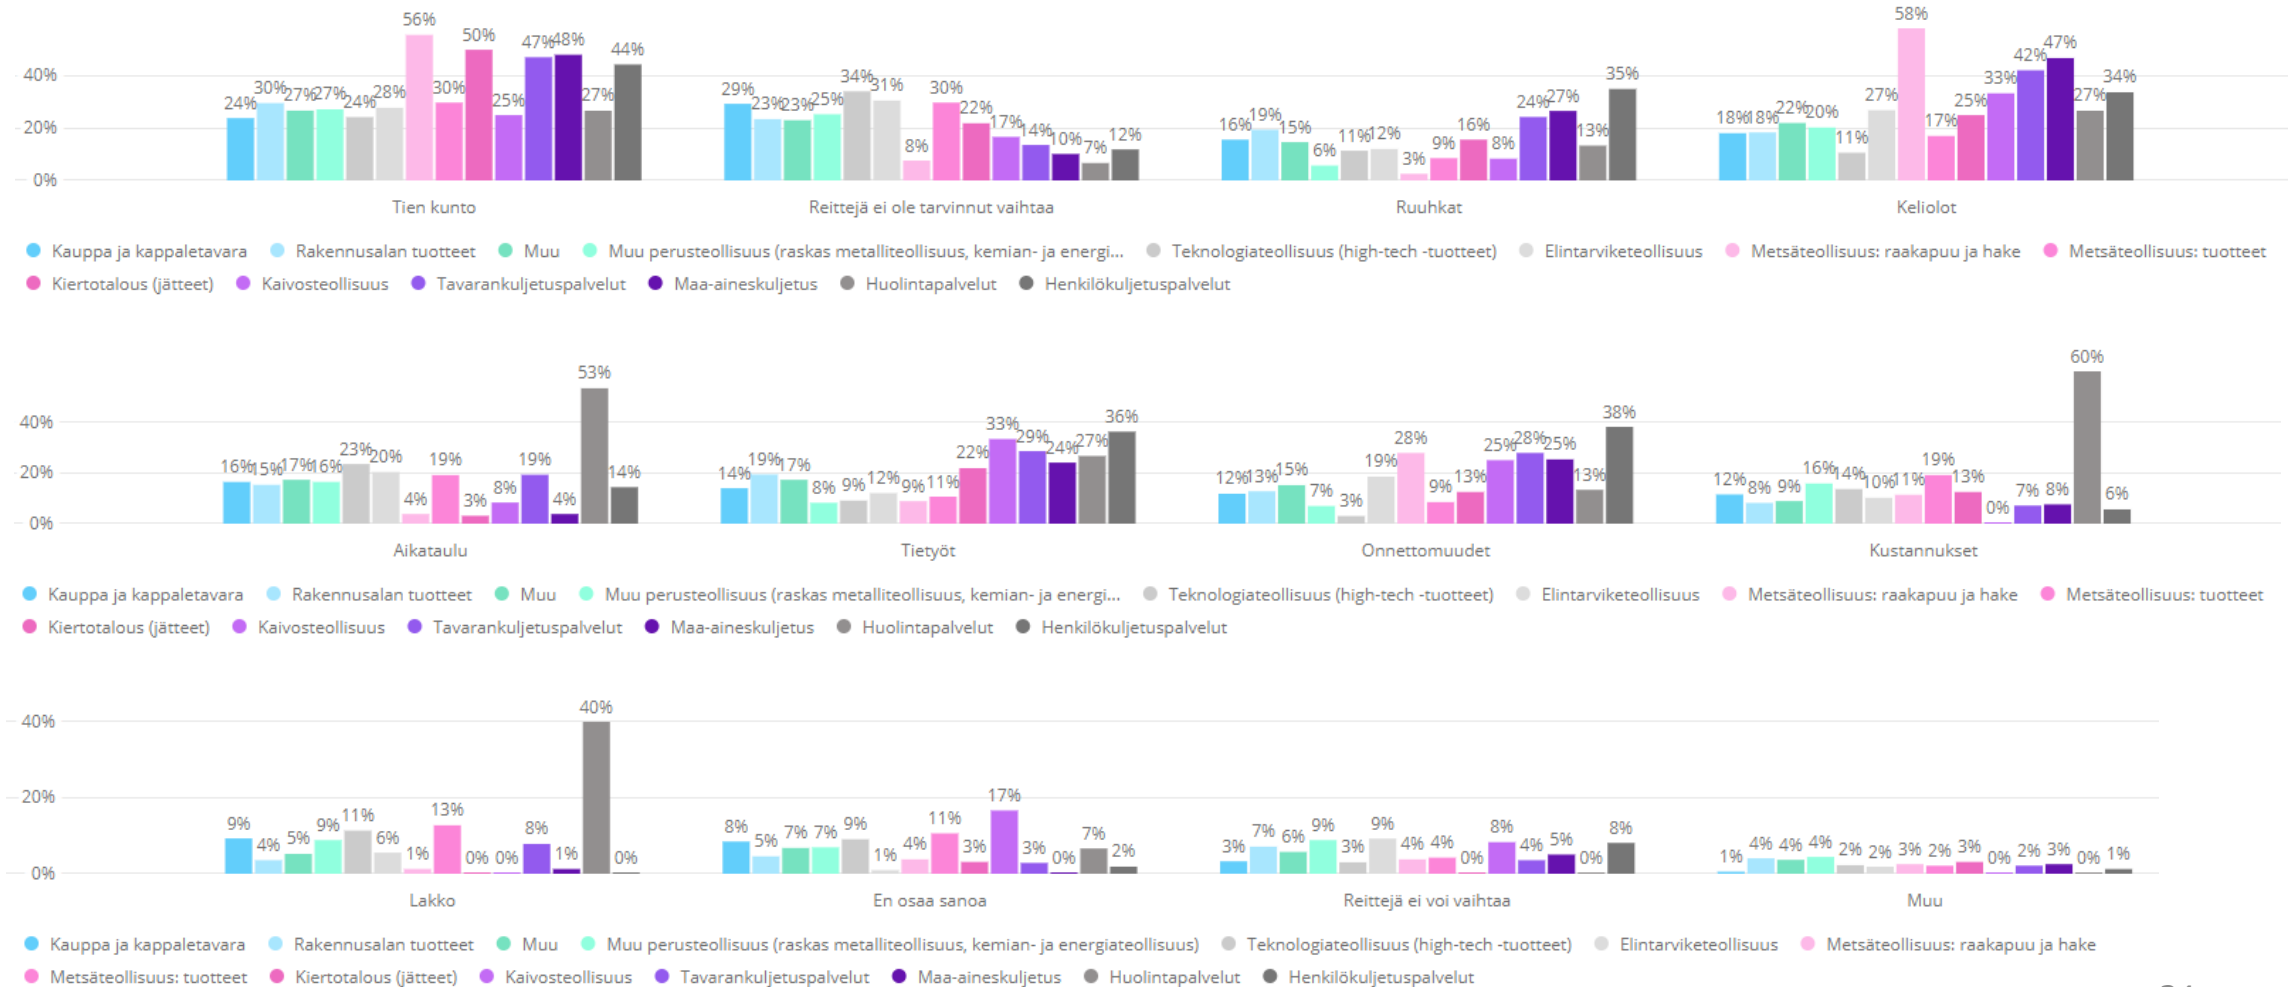 56% 58%
50% 47% 48% 44% 47%
42%
40% 24% 30% 27% 27% 24% 28% 30% 25% 27% 29% 23% 23% 25% 34% 31% 8% 30% 22% 17% 14% 10% 7% 12% 16% 19% 15% 6% 11% 12% 3% 9% 16% 8% 24% 27% 13% 35% 18% 18% 22% 20% 11% 27% 17% 25% 33% 27% 34%
20%
0%
Tien kunto Reittejä ei ole tarvinnut vaihtaa Ruuhkat Keliolot
Kauppa ja kappaletavara Rakennusalan tuotteet Muu Muu perusteollisuus (raskas metalliteollisuus, kemian- ja energi... Teknologiateollisuus (high-tech -tuotteet) Elintarviketeollisuus Metsäteollisuus: raakapuu ja hake Metsäteollisuus: tuotteet
Kiertotalous (jätteet) Kaivosteollisuus Tavarankuljetuspalvelut Maa-aineskuljetus Huolintapalvelut Henkilökuljetuspalvelut
53% 60%
40% 16% 15% 17% 16% 23% 20% 4% 19% 3% 8% 19% 4% 14% 14% 19% 17% 8% 9% 12% 9% 11% 22% 33% 29% 24% 27% 36% 12% 13% 15% 7% 3% 19% 28% 9% 13% 25% 28% 25% 13% 38% 12% 8% 9% 16% 14% 10% 11% 19% 13% 0% 7% 8% 6%
20%
0%
Aikataulu Tietyöt Onnettomuudet Kustannukset
Kauppa ja kappaletavara Rakennusalan tuotteet Muu Muu perusteollisuus (raskas metalliteollisuus, kemian- ja energi... Teknologiateollisuus (high-tech -tuotteet) Elintarviketeollisuus Metsäteollisuus: raakapuu ja hake Metsäteollisuus: tuotteet
Kiertotalous (jätteet) Kaivosteollisuus Tavarankuljetuspalvelut Maa-aineskuljetus Huolintapalvelut Henkilökuljetuspalvelut
40%
40%
20% 9% 4% 5% 9% 11% 6% 1% 13% 0% 0% 8% 1% 0% 8% 5% 7% 7% 9% 1% 4% 11% 3% 17% 3% 0% 7% 2% 3% 7% 6% 9% 3% 9% 4% 4% 0% 8% 4% 5% 0% 8% 1% 4% 4% 4% 2% 2% 3% 2% 3% 0% 2% 3% 0% 1%
0%
Lakko En osaa sanoa Reittejä ei voi vaihtaa Muu
Kauppa ja kappaletavara Rakennusalan tuotteet Muu Muu perusteollisuus (raskas metalliteollisuus, kemian- ja energiateollisuus) Teknologiateollisuus (high-tech -tuotteet) Elintarviketeollisuus Metsäteollisuus: raakapuu ja hake
Metsäteollisuus: tuotteet Kiertotalous (jätteet) Kaivosteollisuus Tavarankuljetuspalvelut Maa-aineskuljetus Huolintapalvelut Henkilökuljetuspalvelut